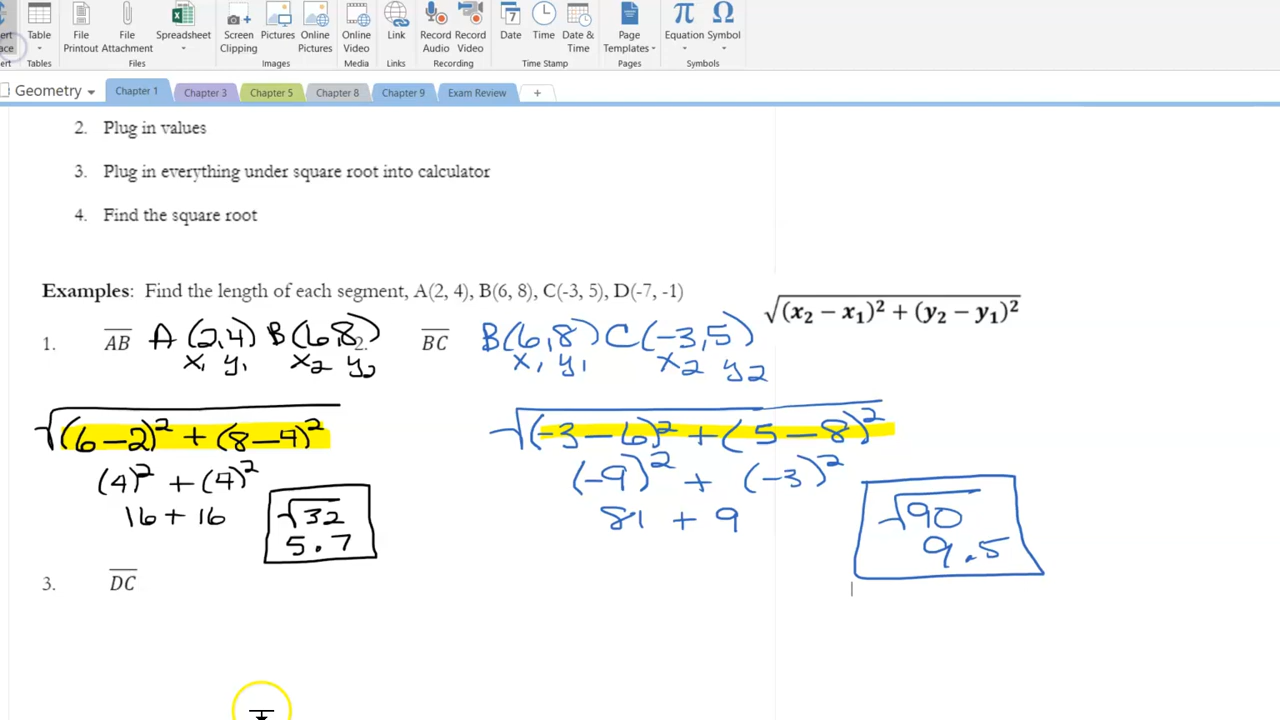 Table
File Printout
File Attachment
Spreadsheet
Screen Clipping
Pictures
Online Pictures
Online Video
Link
Record Audio
Record Video
Date
Time
Date & Time
Page Templates
Equation
Symbol
Tables
Files
Images
Media
Links
Recording
Time Stamp
Pages
Symbols
Geometry
Chapter 1
Chapter 3
Chapter 5
Chapter 8
Chapter 9
Exam Review
+
2. Plug in values
3. Plug in everything under square root into calculator
4. Find the square root
Examples: Find the length of each segment, A(2, 4), B(6, 8), C(-3, 5), D(-7, -1)
√(x₂ − x₁)² + (y₂ − y₁)²
1. AB A (2,4) B(6,8)
x₁ y₁ x₂ y₂
√(6−2)² + (8−4)²
(4)² + (4)²
16 + 16
√32
5.7
2. BC B(6,8) C(−3,5)
x₁ y₁ x₂ y₂
√(−3−6)² + (5−8)²
(−9)² + (−3)²
81 + 9
√90
9.5
3. DC